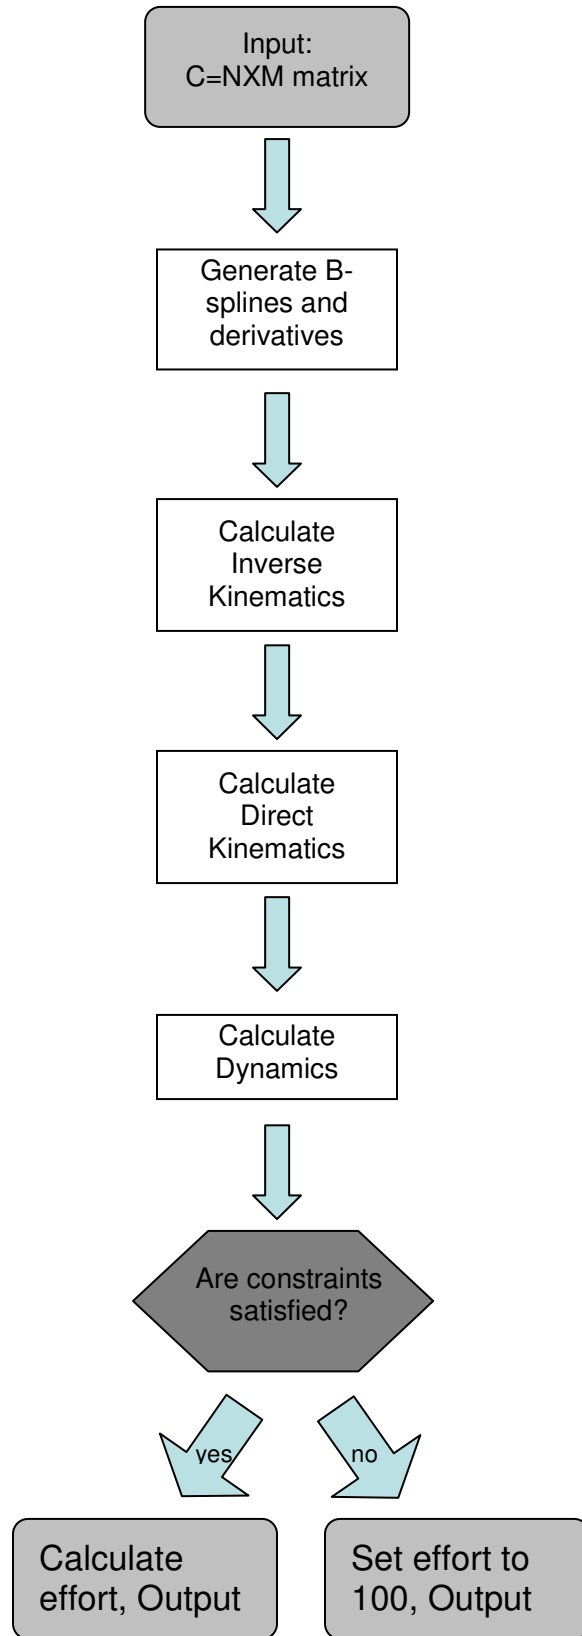 Input:
C=NXM matrix
Generate B-
splines and
derivatives
Calculate
Inverse
Kinematics
Calculate
Direct
Kinematics
Calculate
Dynamics
Are constraints
satisfied?
yes
no
Calculate
effort, Output
Set effort to
100, Output